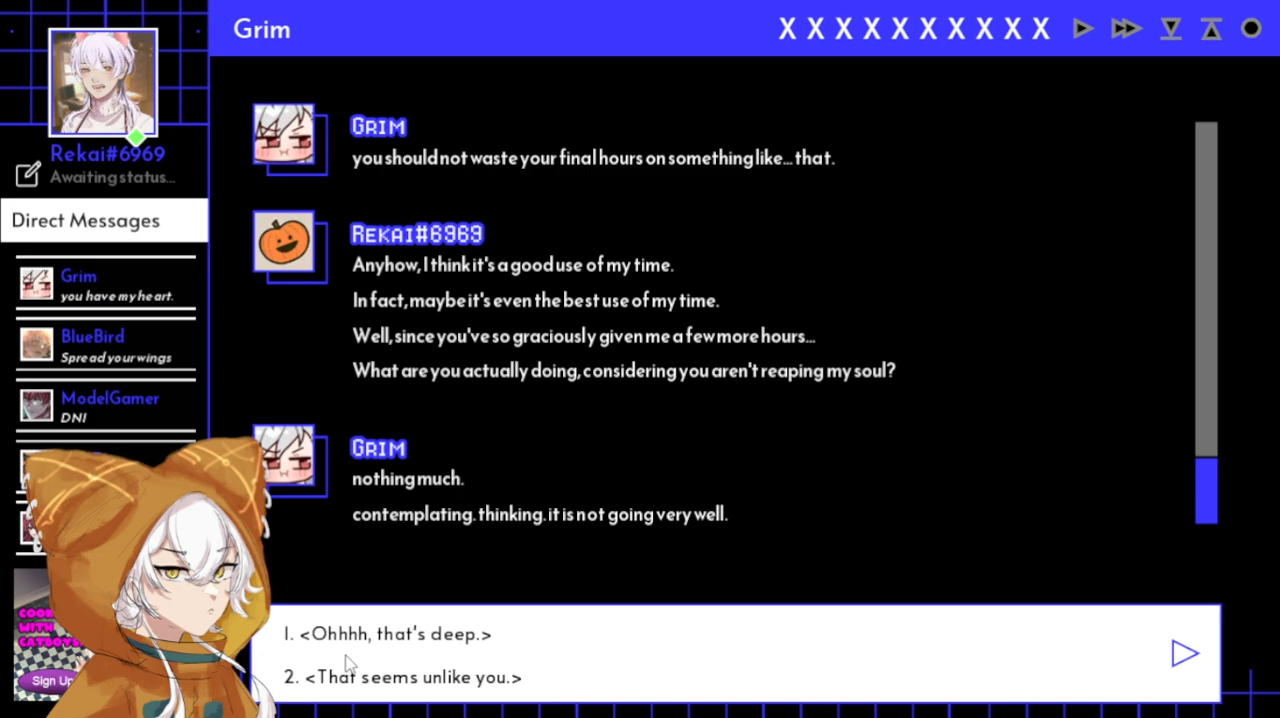 Grim
X X X X X X X X X X
Rekai#6969
Awaiting status...
Direct Messages
Grim
you have my heart.
BlueBird
Spread your wings
ModelGamer
DNI
WITH
Sign Up
GRIM
you should not waste your final hours on something like... that.
REKAI#6969
Anyhow, I think it's a good use of my time.
In fact, maybe it's even the best use of my time.
Well, since you've so graciously given me a few more hours...
What are you actually doing, considering you aren't reaping my soul?
GRIM
nothing much.
contemplating. thinking. it is not going very well.
1. <Ohhhh, that's deep.>
2. <That seems unlike you.>